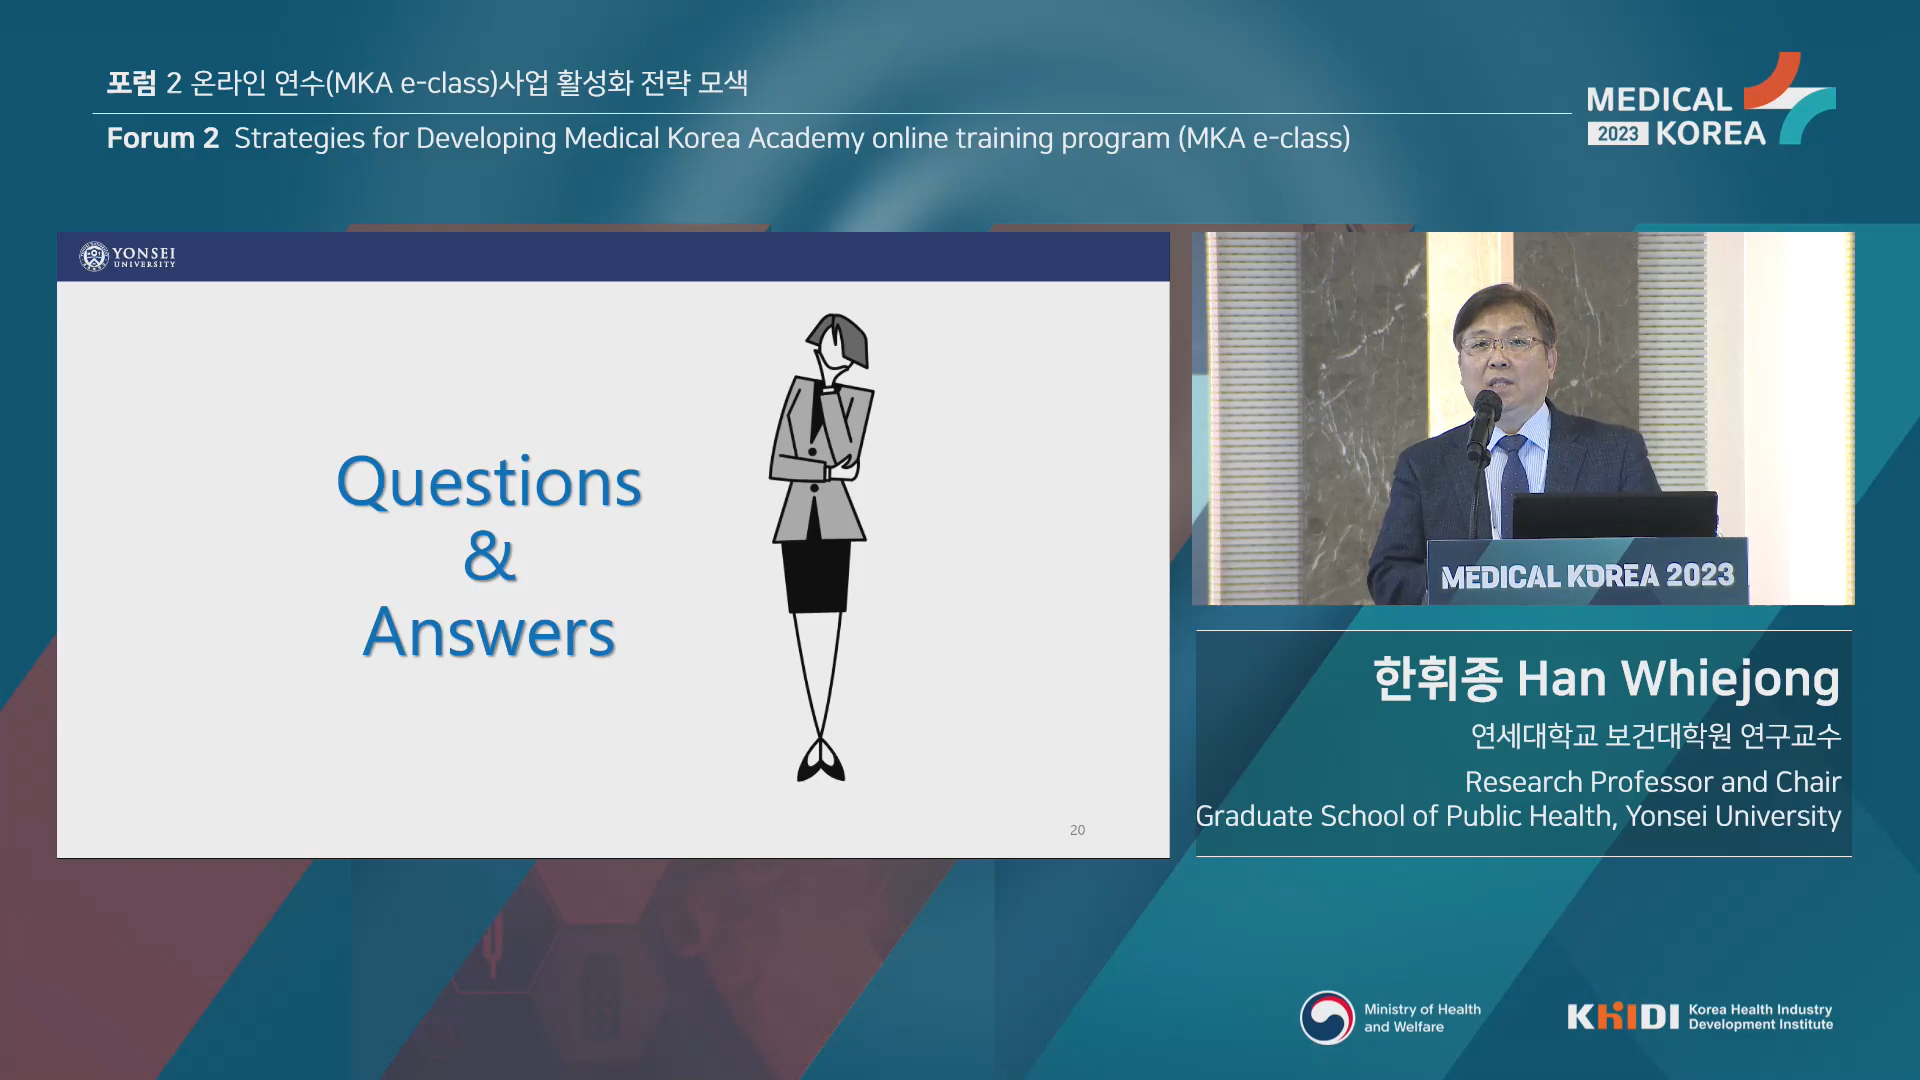 포럼 2 온라인 연수(MKA e-class)사업 활성화 전략 모색
Forum 2 Strategies for Developing Medical Korea Academy online training program (MKA e-class)
MEDICAL
2023 KOREA
YONSEI
UNIVERSITY
Questions
&
Answers
20
MEDICAL KOREA 2023
한휘종 Han Whiejong
연세대학교 보건대학원 연구교수
Research Professor and Chair
Graduate School of Public Health, Yonsei University
Ministry of Health
and Welfare
KHIDI
Korea Health Industry
Development Institute